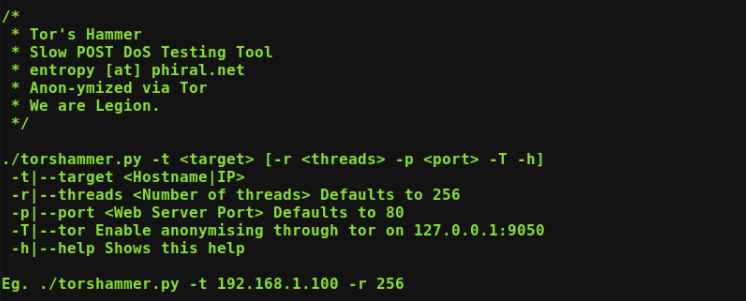 /*
* Tor's Hammer
* Slow POST DoS Testing Tool
* entropy [at] phiral.net
* Anon-ymized via Tor
* We are Legion.
*/
./torshammer.py -t <target> [-r <threads> -p <port> -T -h]
-t|--target <Hostname|IP>
-r|--threads <Number of threads> Defaults to 256
-p|--port <Web Server Port> Defaults to 80
-T|--tor Enable anonymising through tor on 127.0.0.1:9050
-h|--help Shows this help
Eg. ./torshammer.py -t 192.168.1.100 -r 256